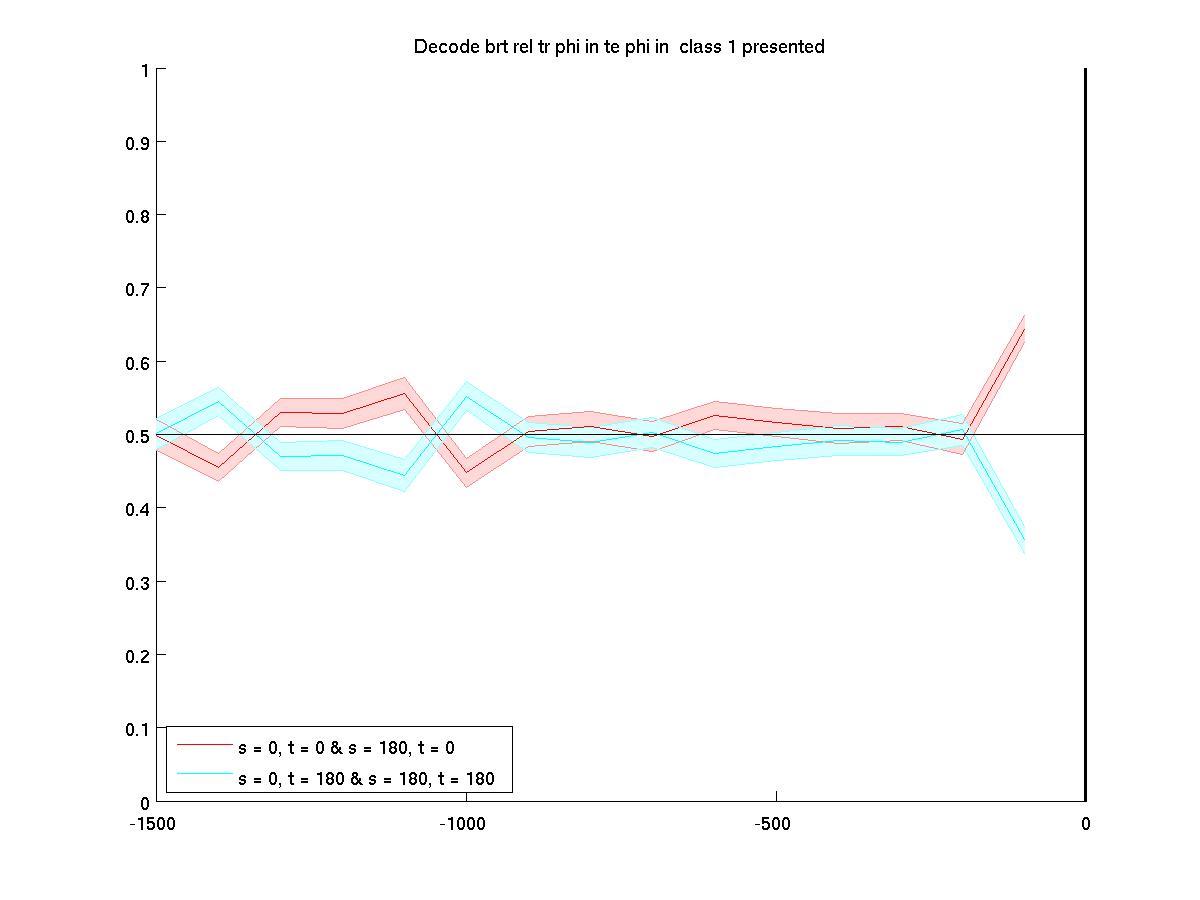 Decode brt rel tr phi in te phi in  class 1 presented
1
0.9
0.8
0.7
0.6
0.5
0.4
0.3
0.2
0.1
0
s = 0, t = 0 & s = 180, t = 0
s = 0, t = 180 & s = 180, t = 180
-1500 -1000 -500 0